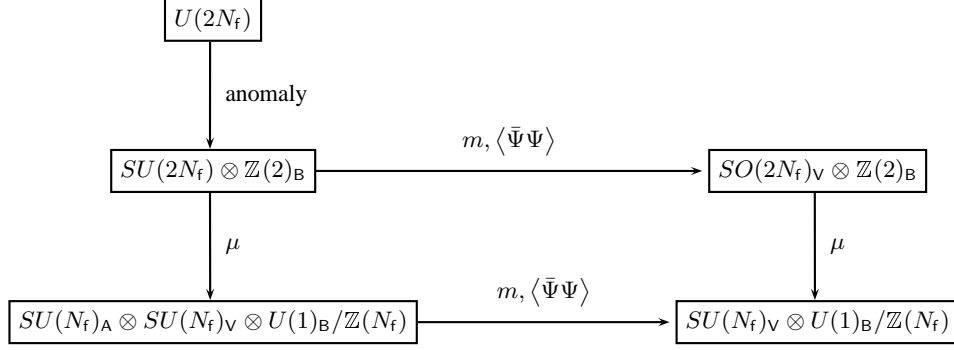 U(2N_f)
anomaly
m, ⟨Ψ̄Ψ⟩
SU(2N_f) ⊗ ℤ(2)_B
SO(2N_f)_V ⊗ ℤ(2)_B
μ
μ
m, ⟨Ψ̄Ψ⟩
SU(N_f)_A ⊗ SU(N_f)_V ⊗ U(1)_B/ℤ(N_f)
SU(N_f)_V ⊗ U(1)_B/ℤ(N_f)